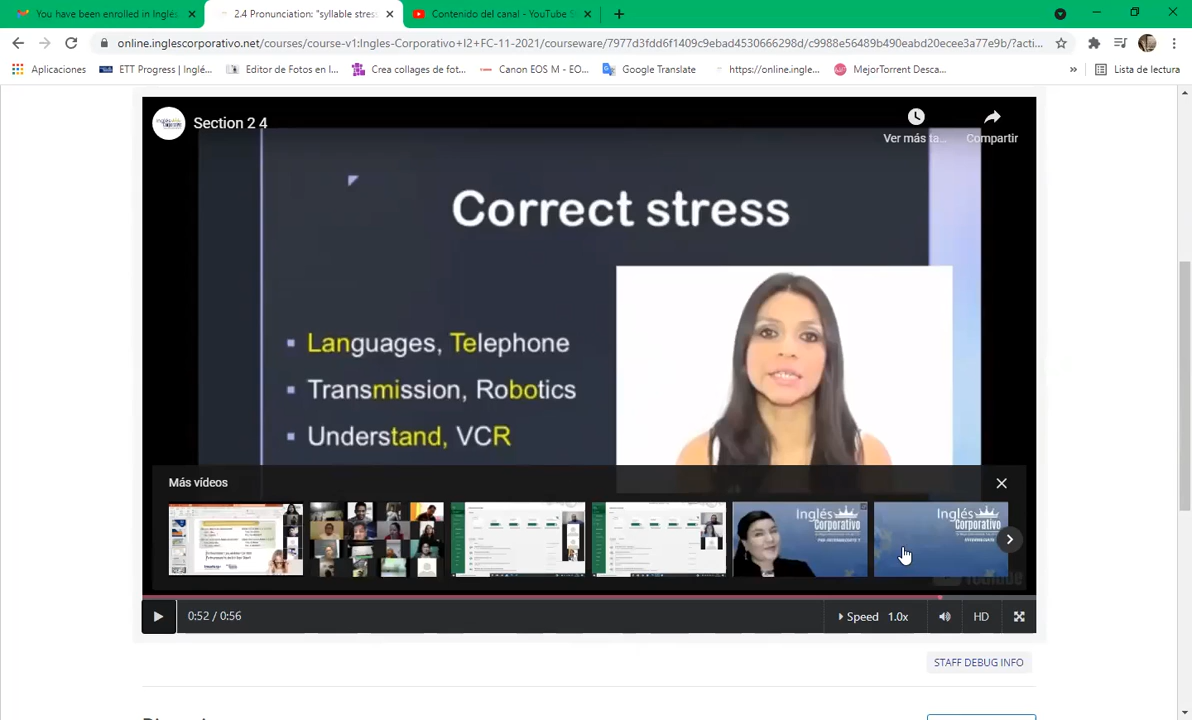 You have been enrolled in Inglés
2.4 Pronunciation: "syllable stres
Contenido del canal - YouTube S
online.inglescorporativo.net/courses/course-v1:Ingles-Corporativo+I2+FC-11-2021/courseware/7977d3fdd6f1409c9ebad4530666298d/c9988e56489b490eabd20ecee3a77e9b/?acti...
Aplicaciones
ETT Progress | Inglé...
Editor de Fotos en l...
Crea collages de fot...
Canon EOS M - EO...
Google Translate
https://online.ingle...
MejorTorrent Desca...
»
Lista de lectura
Section 2 4
Ver más ta...
Compartir
Correct stress
Languages, Telephone
Transmission, Robotics
Understand, VCR
Más vídeos
Inglés
Corporativo
Inglés
Corporativo
YouTube
0:52 / 0:56
Speed 1.0x
HD
STAFF DEBUG INFO